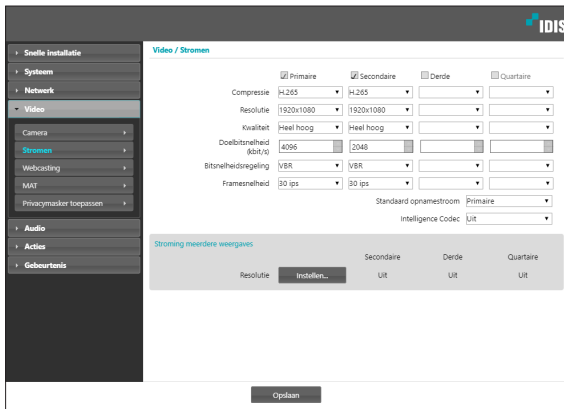 IDIS
Snelle installatie
Systeem
Netwerk
Video
Camera
Stromen
Webcasting
MAT
Privacymasker toepassen
Audio
Acties
Gebeurtenis
Video / Stromen
Primaire Secondaire Derde Quartaire
Compressie H.265 H.265
Resolutie 1920x1080 1920x1080
Kwaliteit Heel hoog Heel hoog
Doelbitsnelheid
(kbit/s) 4096 2048
Bitsnelheidsregeling VBR VBR
Framesnelheid 30 ips 30 ips
Standaard opnamestroom Primaire
Intelligence Codec Uit
Stroming meerdere weergaves
Secondaire Derde Quartaire
Resolutie Instellen... Uit Uit Uit
Opslaan